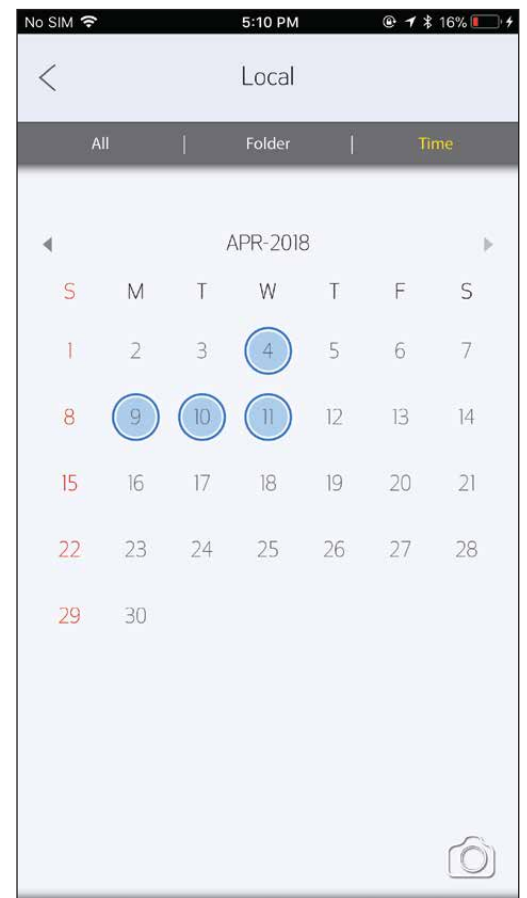 No SIM 5:10 PM 16%
Local
All | Folder | Time
APR-2018
S M T W T F S
1 2 3 4 5 6 7
8 9 10 11 12 13 14
15 16 17 18 19 20 21
22 23 24 25 26 27 28
29 30